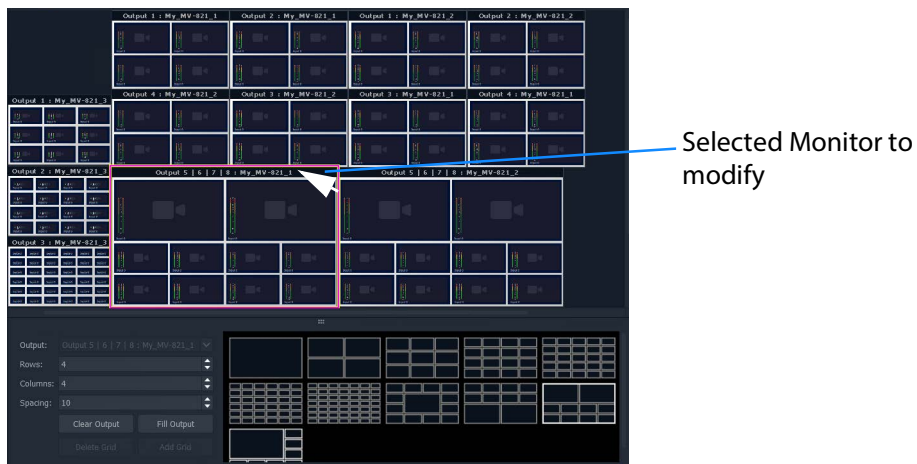 Output 1 : My_MV-821_1
Output 2 : My_MV-821_1
Output 1 : My_MV-821_2
Output 2 : My_MV-821_2
Output 4 : My_MV-821_2
Output 3 : My_MV-821_2
Output 3 : My_MV-821_1
Output 4 : My_MV-821_1
Output 1 : My_MV-821_3
Output 2 : My_MV-821_3
Output 3 : My_MV-821_3
Output 5 | 6 | 7 | 8 : My_MV-821_1
Output 5 | 6 | 7 | 8 : My_MV-821_2
Selected Monitor to
modify
Output: Output 5 | 6 | 7 | 8 : My_MV-821_1
Rows: 4
Columns: 4
Spacing: 10
Clear Output Fill Output
Delete Grid Add Grid